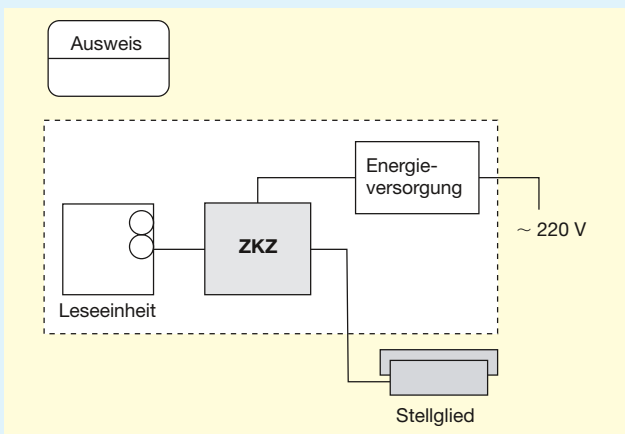 Ausweis
Energie-
versorgung
~ 220 V
ZKZ
Leseeinheit
Stellglied